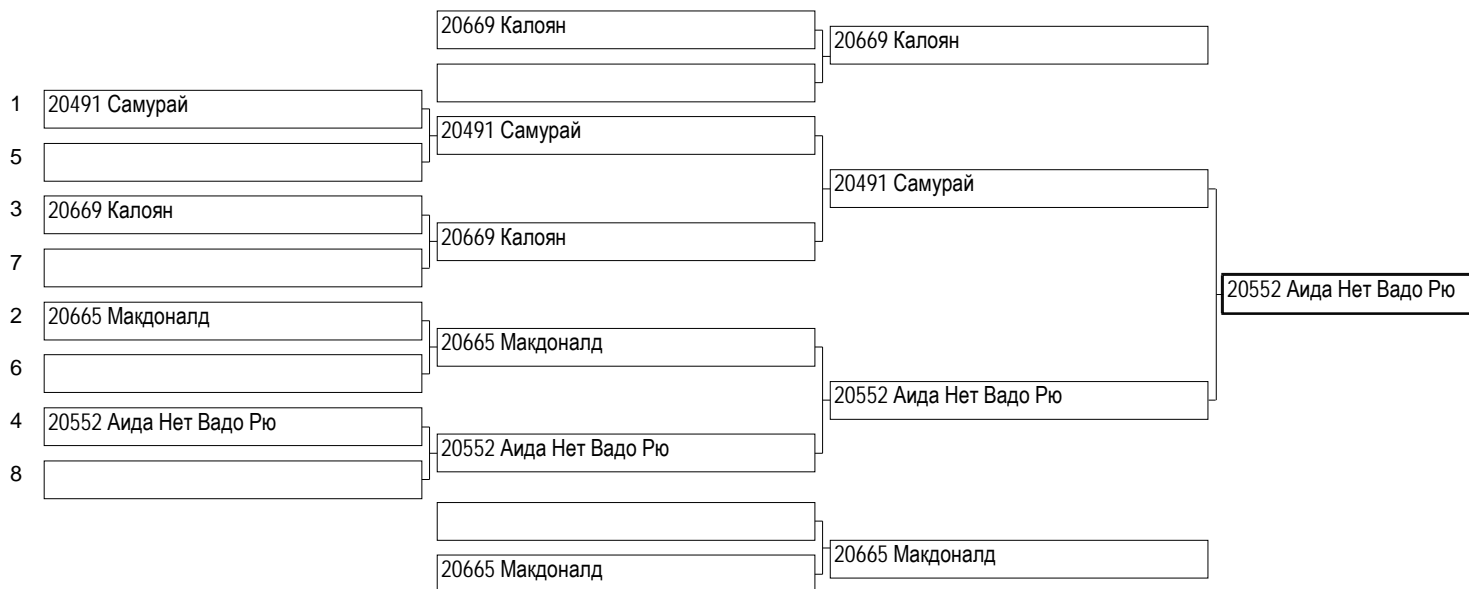 20669 Калоян
20669 Калоян
1 20491 Самурай
20491 Самурай
5
20491 Самурай
3 20669 Калоян
20669 Калоян
7
20552 Аида Нет Вадо Рю
2 20665 Макдоналд
20665 Макдоналд
6
20552 Аида Нет Вадо Рю
4 20552 Аида Нет Вадо Рю
20552 Аида Нет Вадо Рю
8
20665 Макдоналд
20665 Макдоналд